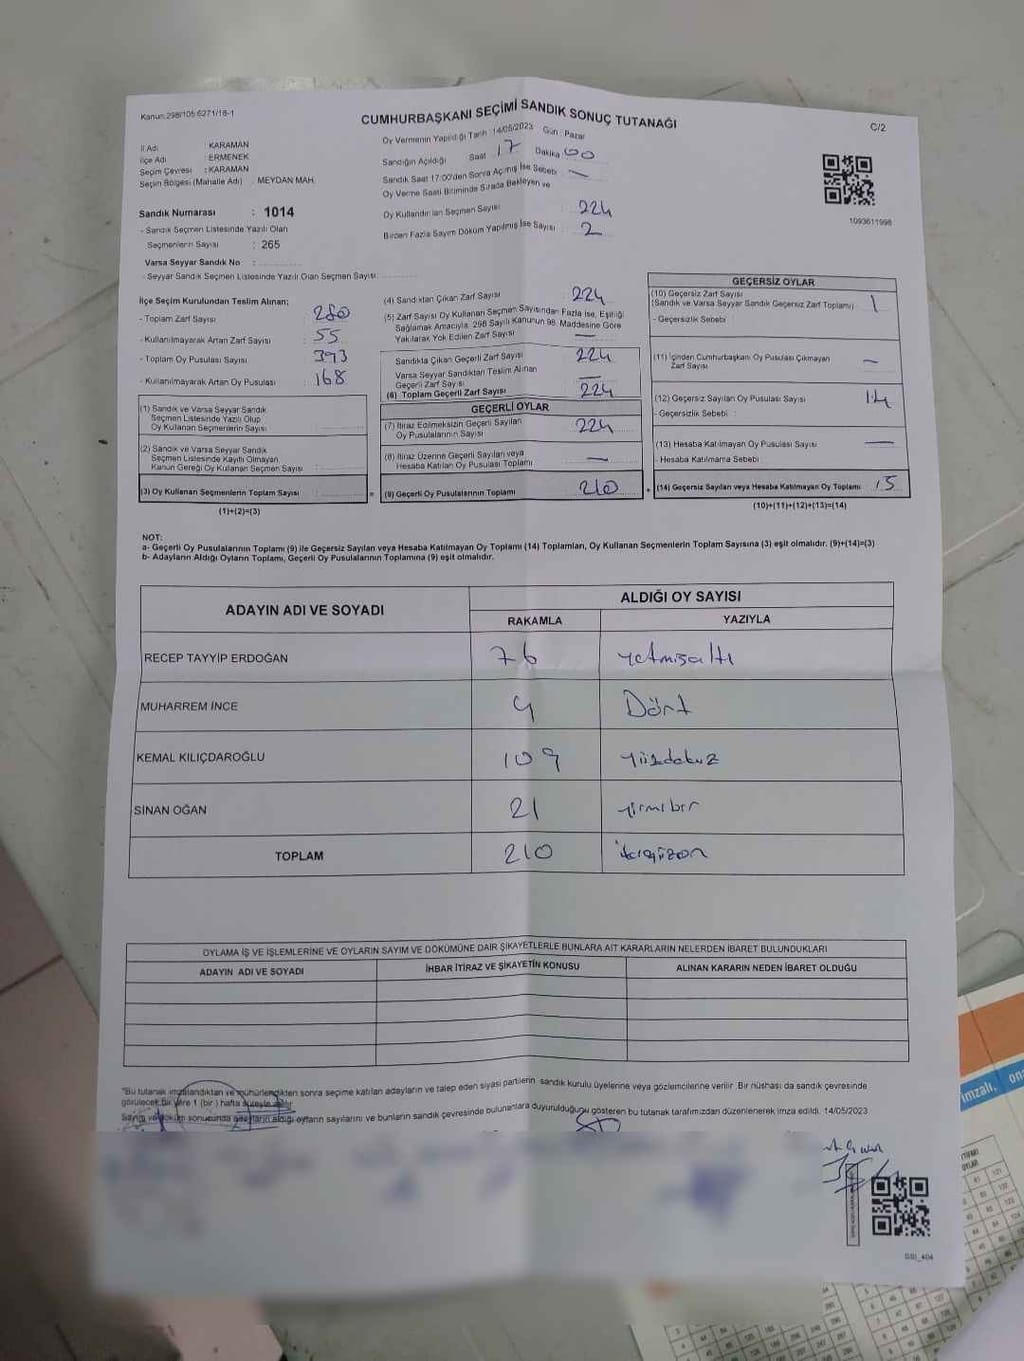 Kanun:298/105 6271/18-1
CUMHURBAŞKANI SEÇİMİ SANDIK SONUÇ TUTANAĞI
C/2
Oy Vermenin Yapıldığı Tarih 14/05/2023 Gün : Pazar
İl Adı : KARAMAN
İlçe Adı : ERMENEK
Seçim Çevresi : KARAMAN
Seçim Bölgesi (Mahalle Adı) : MEYDAN MAH.
Sandığın Açıldığı Saat 17 Dakika 00
Sandık Saat 17:00'den Sonra Açılmış İse Sebebi : —
Oy Verme Saati Bitiminde Sırada Bekleyen ve
Oy Kullandırılan Seçmen Sayısı 224
Birden Fazla Sayım Döküm Yapılmış İse Sayısı : 2
1093611998
Sandık Numarası : 1014
- Sandık Seçmen Listesinde Yazılı Olan
Seçmenlerin Sayısı : 265
Varsa Seyyar Sandık No :
- Seyyar Sandık Seçmen Listesinde Yazılı Olan Seçmen Sayısı:
İlçe Seçim Kurulundan Teslim Alınan:
- Toplam Zarf Sayısı : 280
- Kullanılmayarak Artan Zarf Sayısı : 55
- Toplam Oy Pusulası Sayısı : 393
- Kullanılmayarak Artan Oy Pusulası : 168
(1) Sandık ve Varsa Seyyar Sandık
Seçmen Listesinde Yazılı Olup
Oy Kullanan Seçmenlerin Sayısı :
(2) Sandık ve Varsa Seyyar Sandık
Seçmen Listesinde Kayıtlı Olmayan
Kanun Gereği Oy Kullanan Seçmen Sayısı :
(3) Oy Kullanan Seçmenlerin Toplam Sayısı :
(1)+(2)=(3)
(4) Sandıktan Çıkan Zarf Sayısı : 224
(5) Zarf Sayısı Oy Kullanan Seçmen Sayısından Fazla ise, Eşitliği
Sağlamak Amacıyla, 298 Sayılı Kanunun 98. Maddesine Göre
Yakılarak Yok Edilen Zarf Sayısı : —
Sandıkta Çıkan Geçerli Zarf Sayısı : 224
Varsa Seyyar Sandıktan Teslim Alınan
Geçerli Zarf Sayısı : —
(6) Toplam Geçerli Zarf Sayısı : 224
GEÇERLİ OYLAR
(7) İtiraz Edilmeksizin Geçerli Sayılan
Oy Pusulalarının Sayısı : 224
(8) İtiraz Üzerine Geçerli Sayılan veya
Hesaba Katılan Oy Pusulası Toplamı : —
= (9) Geçerli Oy Pusulalarının Toplamı : 210
GEÇERSİZ OYLAR
(10) Geçersiz Zarf Sayısı
(Sandık ve Varsa Seyyar Sandık Geçersiz Zarf Toplamı) : 1
- Geçersizlik Sebebi :
(11) İçinden Cumhurbaşkanı Oy Pusulası Çıkmayan
Zarf Sayısı : —
(12) Geçersiz Sayılan Oy Pusulası Sayısı : 14
- Geçersizlik Sebebi :
(13) Hesaba Katılmayan Oy Pusulası Sayısı : —
- Hesaba Katılmama Sebebi :
+ (14) Geçersiz Sayılan veya Hesaba Katılmayan Oy Toplamı : 15
(10)+(11)+(12)+(13)=(14)
NOT:
a- Geçerli Oy Pusulalarının Toplamı (9) ile Geçersiz Sayılan veya Hesaba Katılmayan Oy Toplamı (14) Toplamları, Oy Kullanan Seçmenlerin Toplam Sayısına (3) eşit olmalıdır. (9)+(14)=(3)
b- Adayların Aldığı Oyların Toplamı, Geçerli Oy Pusulalarının Toplamına (9) eşit olmalıdır.
ADAYIN ADI VE SOYADI
ALDIĞI OY SAYISI
RAKAMLA YAZIYLA
RECEP TAYYİP ERDOĞAN 76 yetmişaltı
MUHARREM İNCE 4 Dört
KEMAL KILIÇDAROĞLU 109 yüzdokuz
SİNAN OĞAN 21 yirmibir
TOPLAM 210 ikiyüzon
OYLAMA İŞ VE İŞLEMLERİNE VE OYLARIN SAYIM VE DÖKÜMÜNE DAİR ŞİKAYETLERLE BUNLARA AİT KARARLARIN NELERDEN İBARET BULUNDUKLARI
ADAYIN ADI VE SOYADI İHBAR İTİRAZ VE ŞİKAYETİN KONUSU ALINAN KARARIN NEDEN İBARET OLDUĞU
"Bu tutanak imzalandıktan ve mühürlendikten sonra seçime katılan adayların ve talep eden siyasi partilerin sandık kurulu üyelerine veya gözlemcilerine verilir. Bir nüshası da sandık çevresinde
görülecek bir yere 1 (bir) hafta süreyle asılır.
Sayım ve döküm sonucunda adayların aldığı oyların sayılarını ve bunların sandık çevresinde bulunanlara duyurulduğunu gösteren bu tutanak tarafımızdan düzenlenerek imza edildi. 14/05/2023
SSI_404
imzalı,